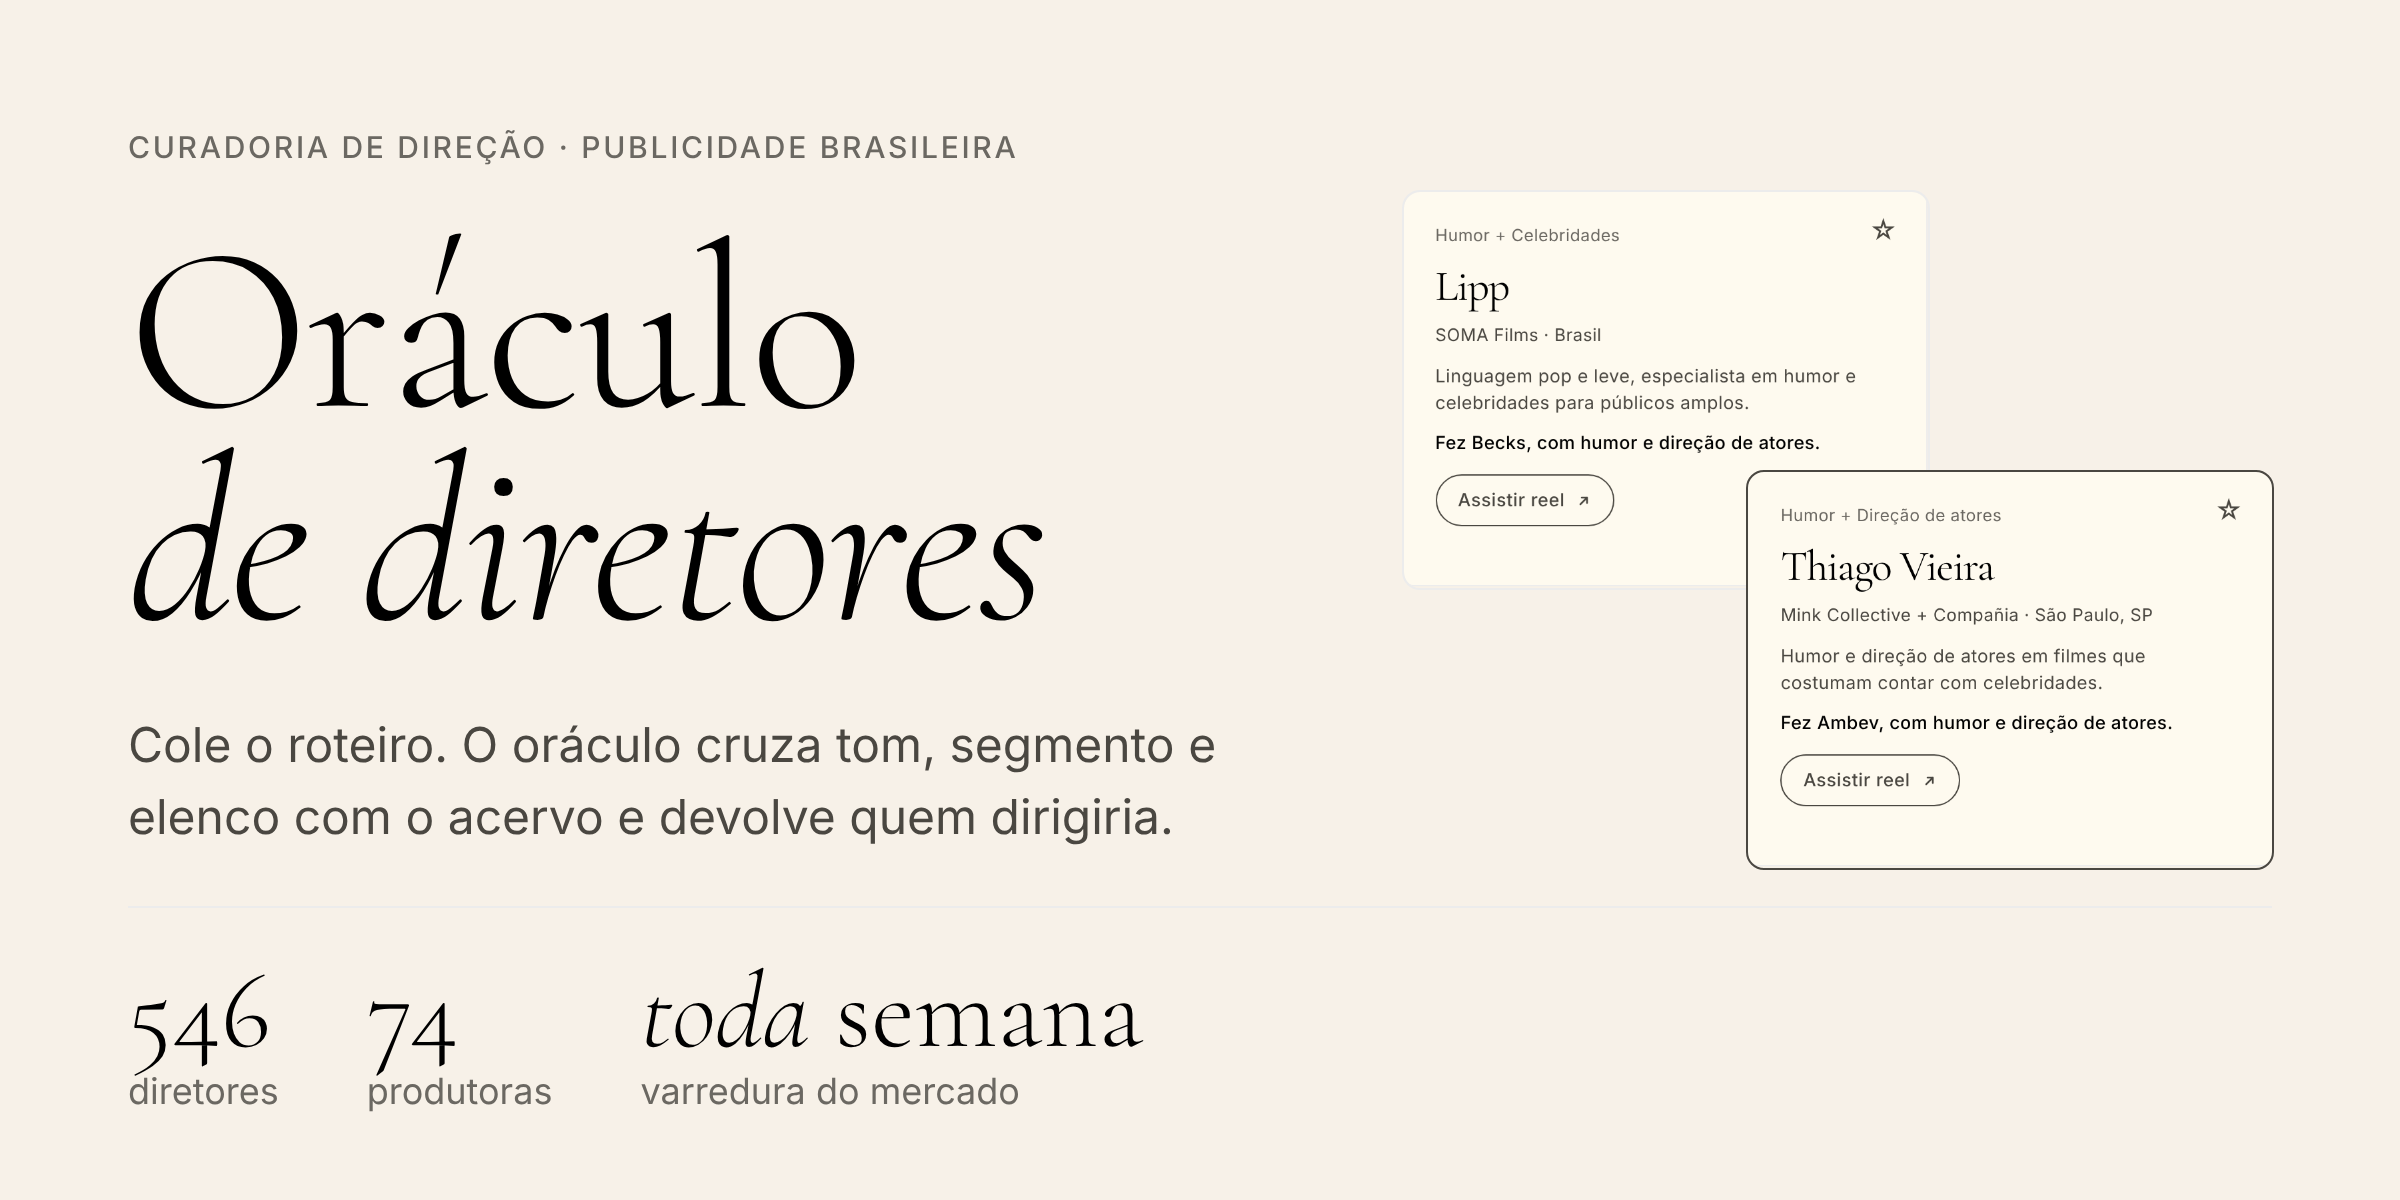 CURADORIA DE DIREÇÃO · PUBLICIDADE BRASILEIRA
Oráculo
de diretores
Cole o roteiro. O oráculo cruza tom, segmento e
elenco com o acervo e devolve quem dirigiria.
Humor + Celebridades
Lipp
SOMA Films · Brasil
Linguagem pop e leve, especialista em humor e
celebridades para públicos amplos.
Fez Becks, com humor e direção de atores.
Assistir reel ↗
Humor + Direção de atores
Thiago Vieira
Mink Collective + Compañia · São Paulo, SP
Humor e direção de atores em filmes que
costumam contar com celebridades.
Fez Ambev, com humor e direção de atores.
Assistir reel ↗
546
diretores
74
produtoras
toda semana
varredura do mercado